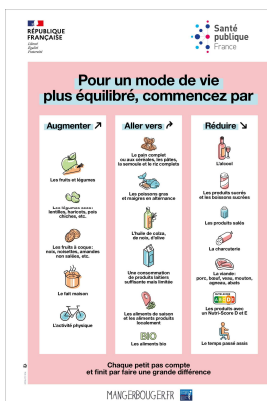 RÉPUBLIQUE
FRANÇAISE
Liberté
Égalité
Fraternité
Santé
publique
France
Pour un mode de vie
plus équilibré, commencez par
Augmenter
Les fruits et légumes
Les légumes secs:
lentilles, haricots, pois
chiches, etc.
Les fruits à coque:
noix, noisettes, amandes
non salées, etc.
Le fait maison
L'activité physique
Aller vers
Le pain complet
ou aux céréales, les pâtes,
la semoule et le riz complets
Les poissons gras
et maigres en alternance
L'huile de colza,
de noix, d'olive
Une consommation
de produits laitiers
suffisante mais limitée
Les aliments de saison
et les aliments produits
localement
BIO
Les aliments bio
Réduire
L'alcool
Les produits sucrés
et les boissons sucrées
Les produits salés
La charcuterie
La viande:
porc, bœuf, veau, mouton,
agneau, abats
Les produits avec
un Nutri-Score D et E
Le temps passé assis
Chaque petit pas compte
et finit par faire une grande différence
MANGERBOUGER.FR